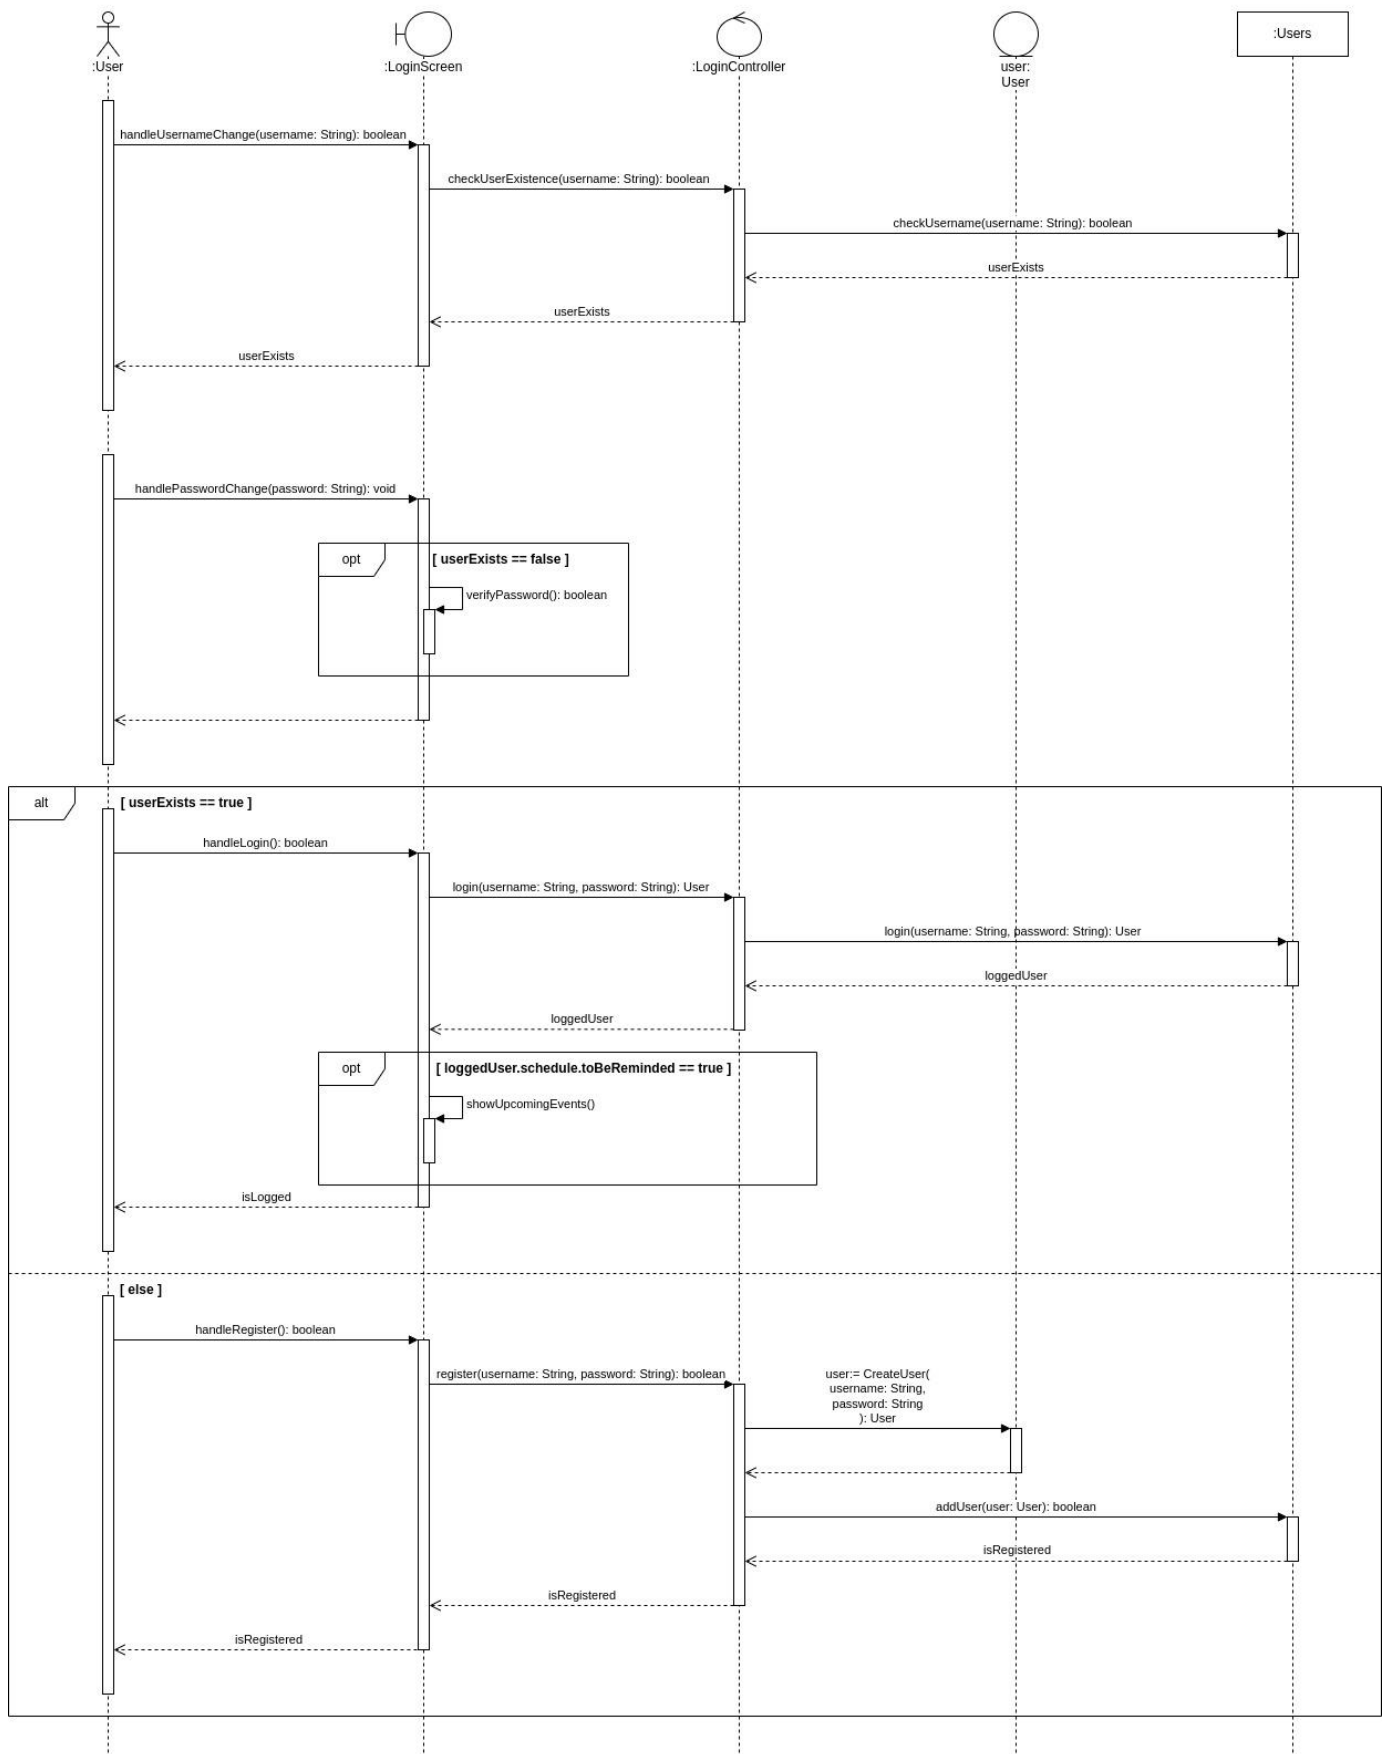 :User
:LoginScreen
:LoginController
user:
User
:Users
handleUsernameChange(username: String): boolean
checkUserExistence(username: String): boolean
checkUsername(username: String): boolean
userExists
userExists
userExists
handlePasswordChange(password: String): void
opt
[ userExists == false ]
verifyPassword(): boolean
alt
[ userExists == true ]
handleLogin(): boolean
login(username: String, password: String): User
login(username: String, password: String): User
loggedUser
loggedUser
opt
[ loggedUser.schedule.toBeReminded == true ]
showUpcomingEvents()
isLogged
[ else ]
handleRegister(): boolean
register(username: String, password: String): boolean
user:= CreateUser(
username: String,
password: String
): User
addUser(user: User): boolean
isRegistered
isRegistered
isRegistered